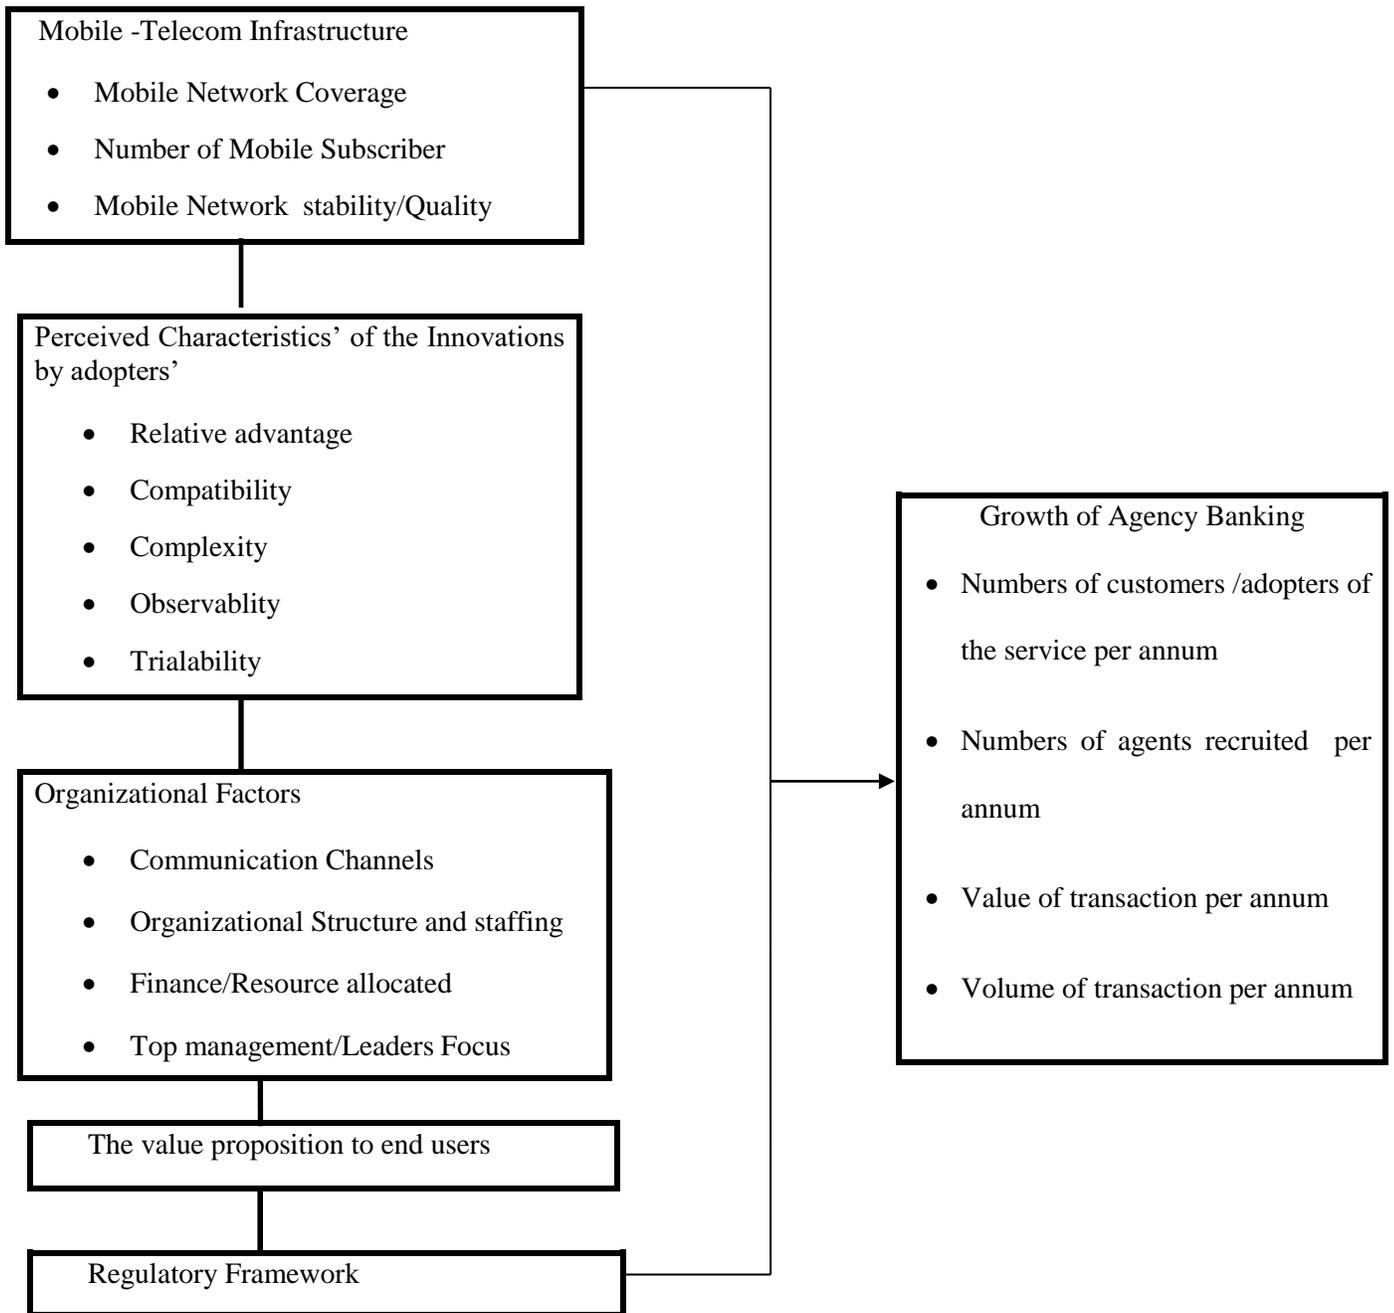 Mobile -Telecom Infrastructure
• Mobile Network Coverage
• Number of Mobile Subscriber
• Mobile Network stability/Quality
Perceived Characteristics’ of the Innovations
by adopters’
• Relative advantage
• Compatibility
• Complexity
• Observablity
• Trialability
Organizational Factors
• Communication Channels
• Organizational Structure and staffing
• Finance/Resource allocated
• Top management/Leaders Focus
The value proposition to end users
Regulatory Framework
Growth of Agency Banking
• Numbers of customers /adopters of
the service per annum
• Numbers of agents recruited per
annum
• Value of transaction per annum
• Volume of transaction per annum